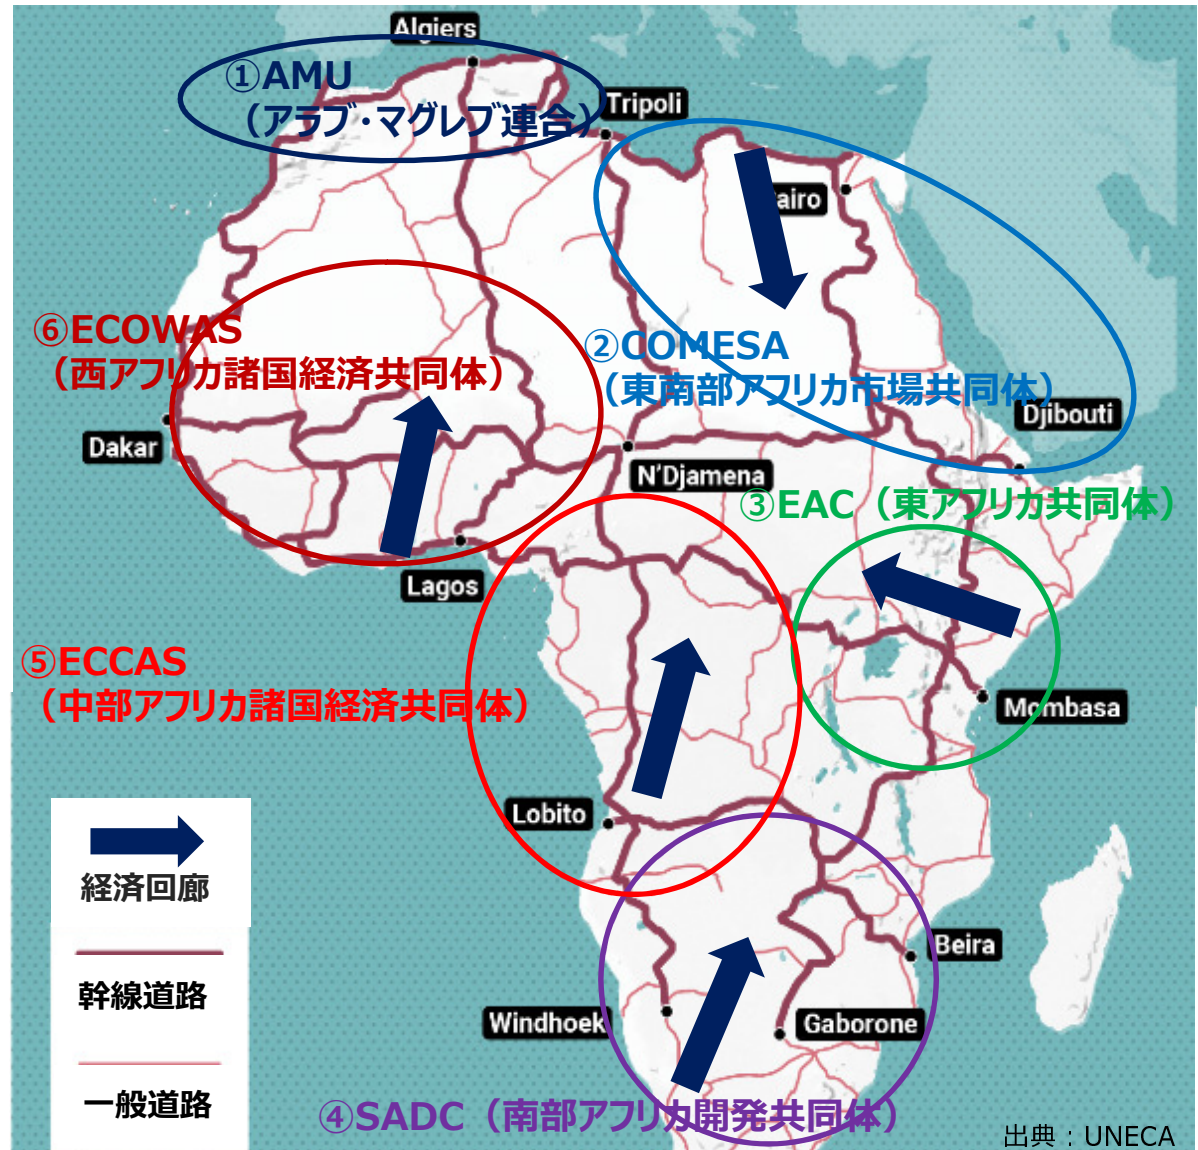 Algiers
①AMU
（アラブ・マグレブ連合）
Tripoli
airo
⑥ECOWAS
（西アフリカ諸国経済共同体）
②COMESA
（東南部アフリカ市場共同体）
Djibouti
Dakar
N'Djamena
③EAC（東アフリカ共同体）
Lagos
⑤ECCAS
（中部アフリカ諸国経済共同体）
Mombasa
Lobito
経済回廊
Beira
幹線道路
Windhoek
Gaborone
一般道路
④SADC（南部アフリカ開発共同体）
出典：UNECA